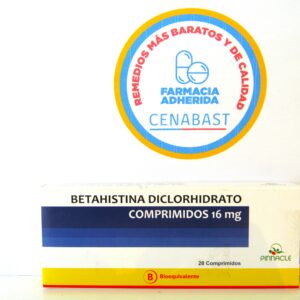 REMEDIOS MÁS BARATOS Y DE CALIDAD
FARMACIA
ADHERIDA
CENABAST
BETAHISTINA DICLORHIDRATO
COMPRIMIDOS 16 mg
28 Comprimidos
B Bioequivalente
PINNACLE